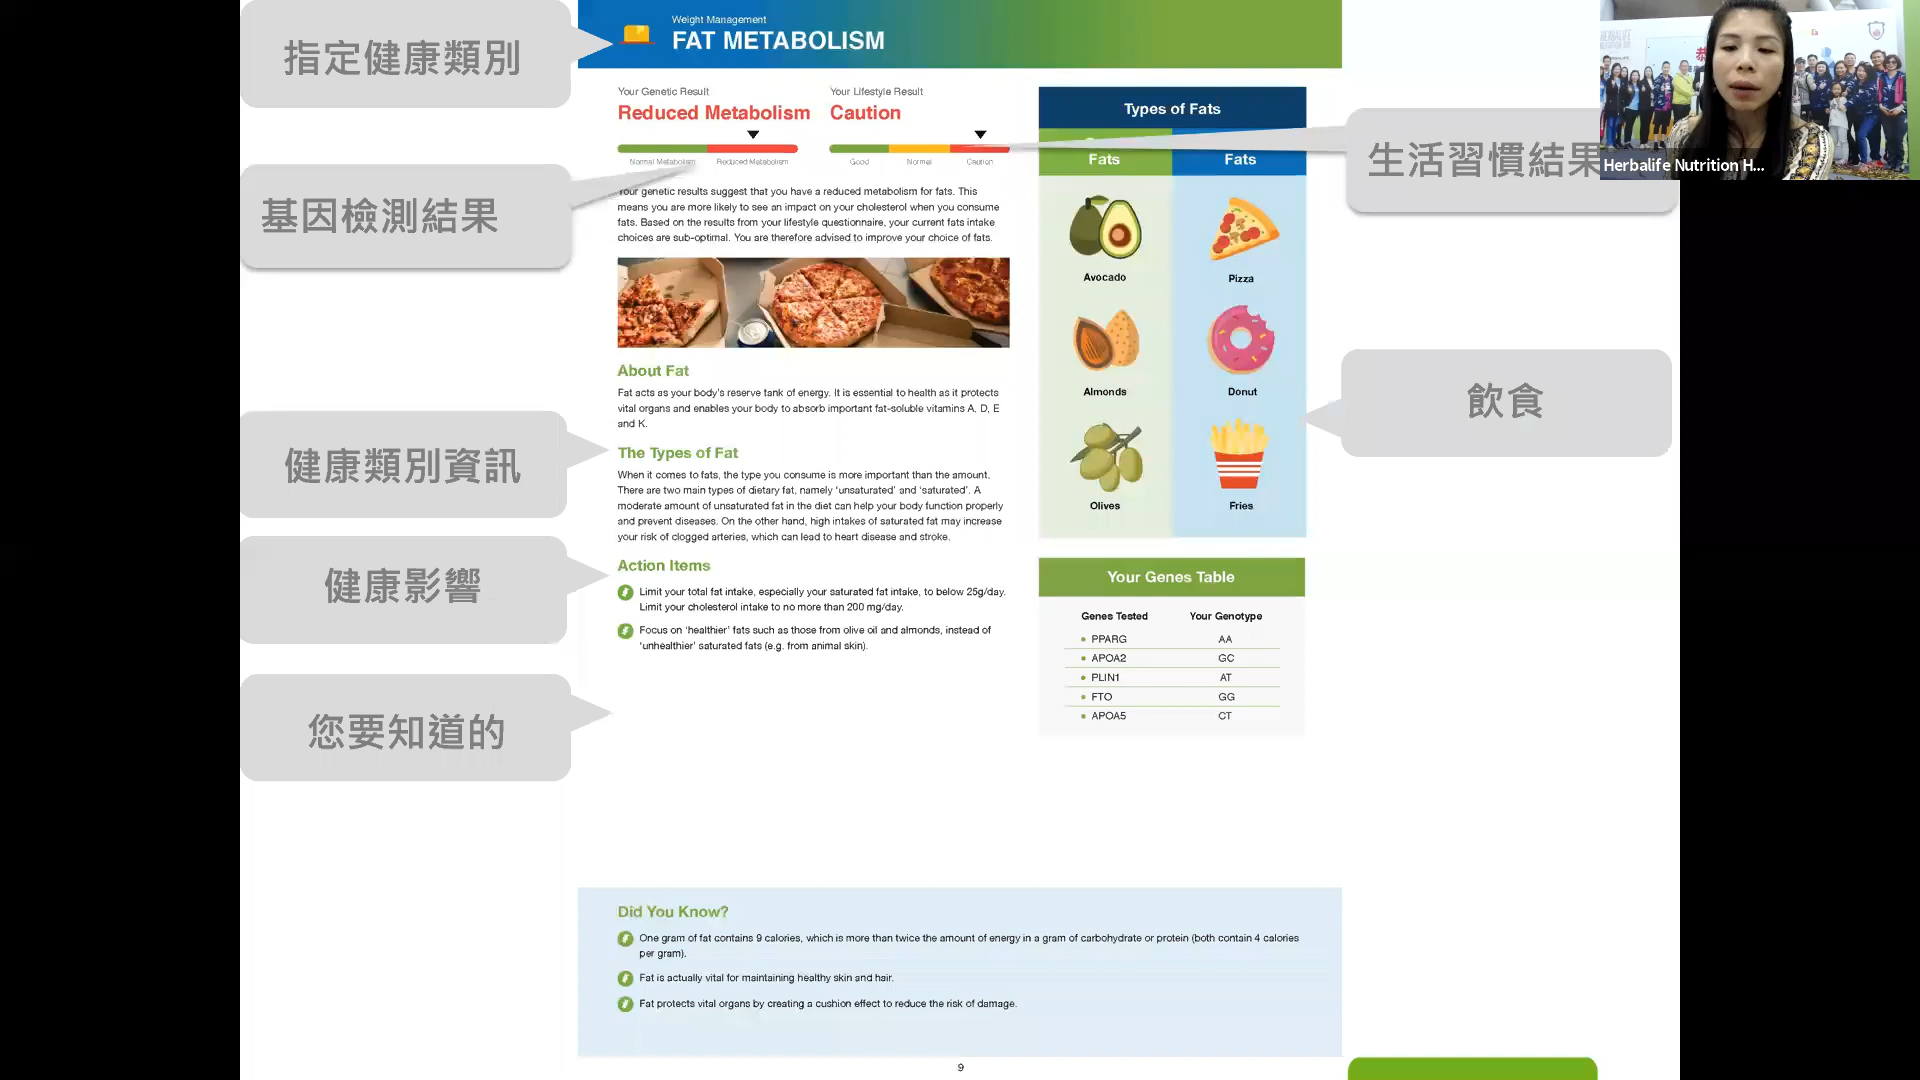 指定健康類別
基因檢測結果
健康類別資訊
健康影響
您要知道的
Weight Management
FAT METABOLISM
Your Genetic Result
Reduced Metabolism
Normal Metabolism
Reduced Metabolism
Your Lifestyle Result
Caution
Good
Normal
Caution
Your genetic results suggest that you have a reduced metabolism for fats. This
means you are more likely to see an impact on your cholesterol when you consume
fats. Based on the results from your lifestyle questionnaire, your current fats intake
choices are sub-optimal. You are therefore advised to improve your choice of fats.
About Fat
Fat acts as your body's reserve tank of energy. It is essential to health as it protects
vital organs and enables your body to absorb important fat-soluble vitamins A, D, E
and K.
The Types of Fat
When it comes to fats, the type you consume is more important than the amount.
There are two main types of dietary fat, namely 'unsaturated' and 'saturated'. A
moderate amount of unsaturated fat in the diet can help your body function properly
and prevent diseases. On the other hand, high intakes of saturated fat may increase
your risk of clogged arteries, which can lead to heart disease and stroke.
Action Items
Limit your total fat intake, especially your saturated fat intake, to below 25g/day.
Limit your cholesterol intake to no more than 200 mg/day.
Focus on 'healthier' fats such as those from olive oil and almonds, instead of
'unhealthier' saturated fats (e.g. from animal skin).
Types of Fats
Fats
Fats
Avocado
Pizza
Almonds
Donut
Olives
Fries
Your Genes Table
Genes Tested Your Genotype
PPARG AA
APOA2 GC
PLIN1 AT
FTO GG
APOA5 CT
生活習慣結果
飲食
Herbalife Nutrition H...
Did You Know?
One gram of fat contains 9 calories, which is more than twice the amount of energy in a gram of carbohydrate or protein (both contain 4 calories
per gram).
Fat is actually vital for maintaining healthy skin and hair.
Fat protects vital organs by creating a cushion effect to reduce the risk of damage.
9